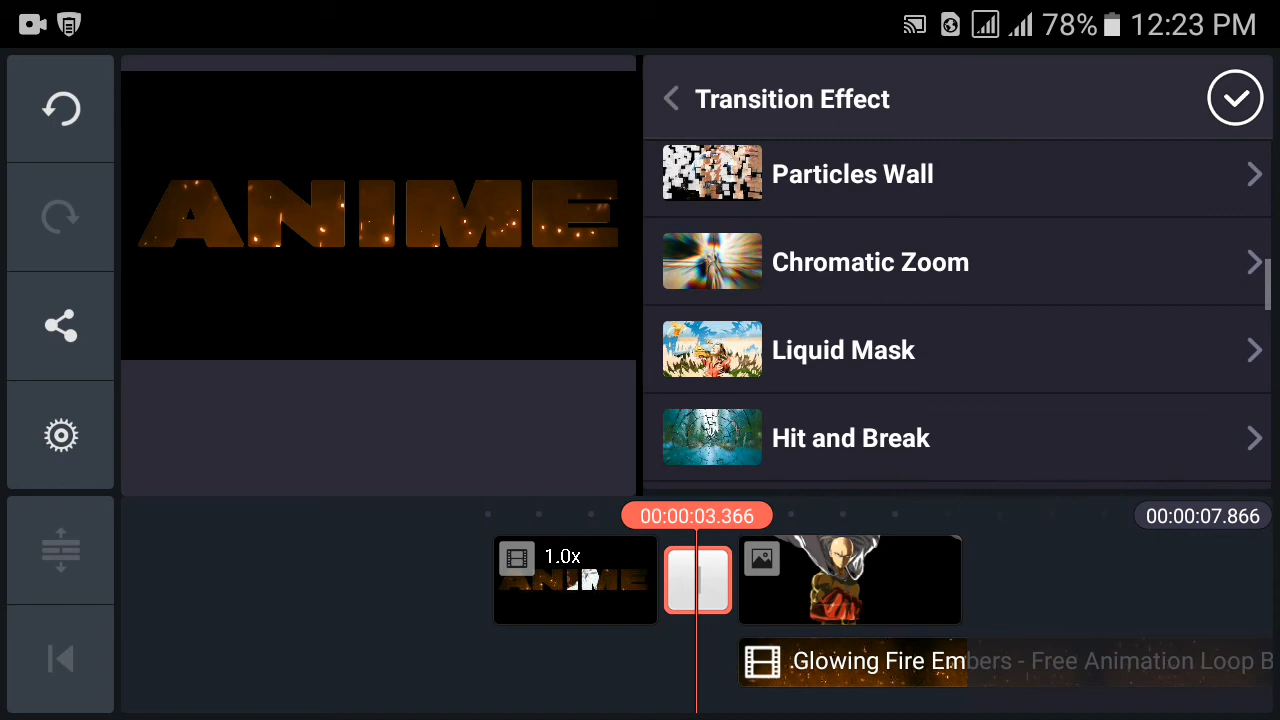 78% 12:23 PM
Transition Effect
ANIME
Particles Wall
Chromatic Zoom
Liquid Mask
Hit and Break
00:00:03.366
00:00:07.866
1.0x
ANIME
Glowing Fire Embers - Free Animation Loop B